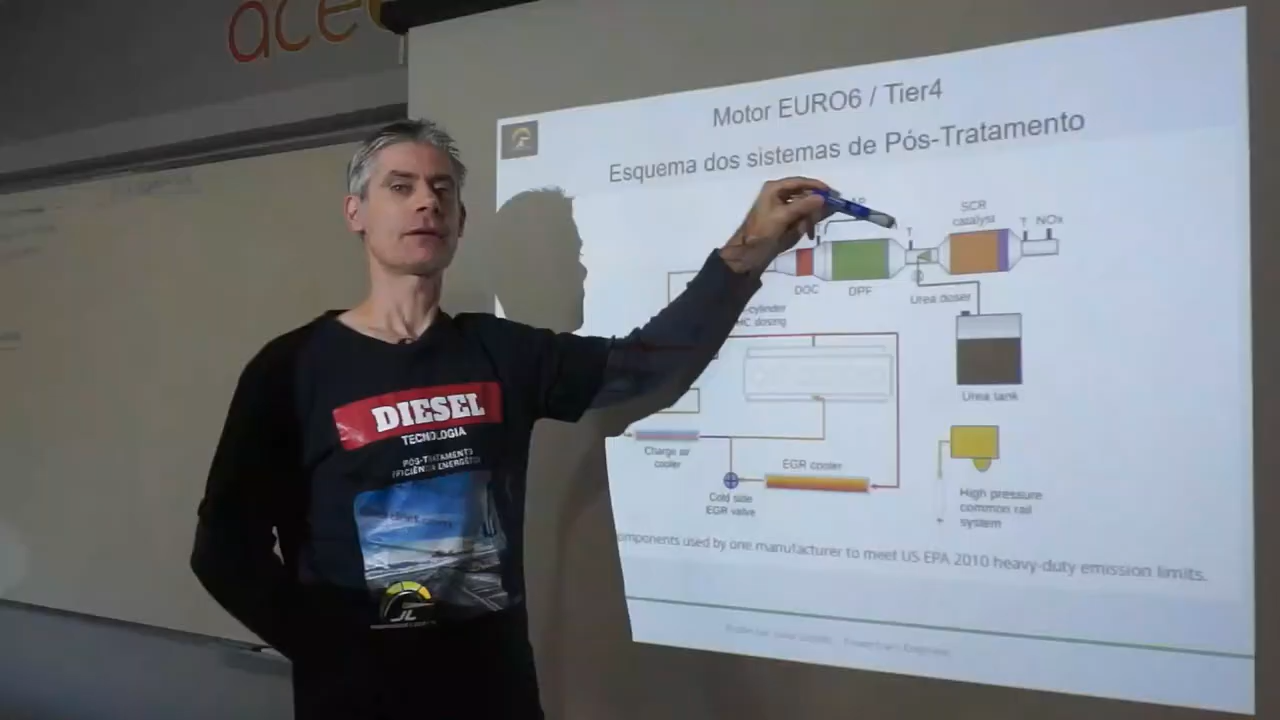 ace
Motor EURO6 / Tier4
Esquema dos sistemas de Pós-Tratamento
SCR
catalyst
T NOx
T
DOC
DPF
Urea doser
-cylinder
HC dosing
Urea tank
Charge air
cooler
EGR cooler
Cold side
EGR valve
High pressure
common rail
system
omponents used by one manufacturer to meet US EPA 2010 heavy-duty emission limits.
DIESEL
TECNOLOGIA
PÓS-TRATAMENTO
EFICIÊNCIA ENERGÉTIC
JL